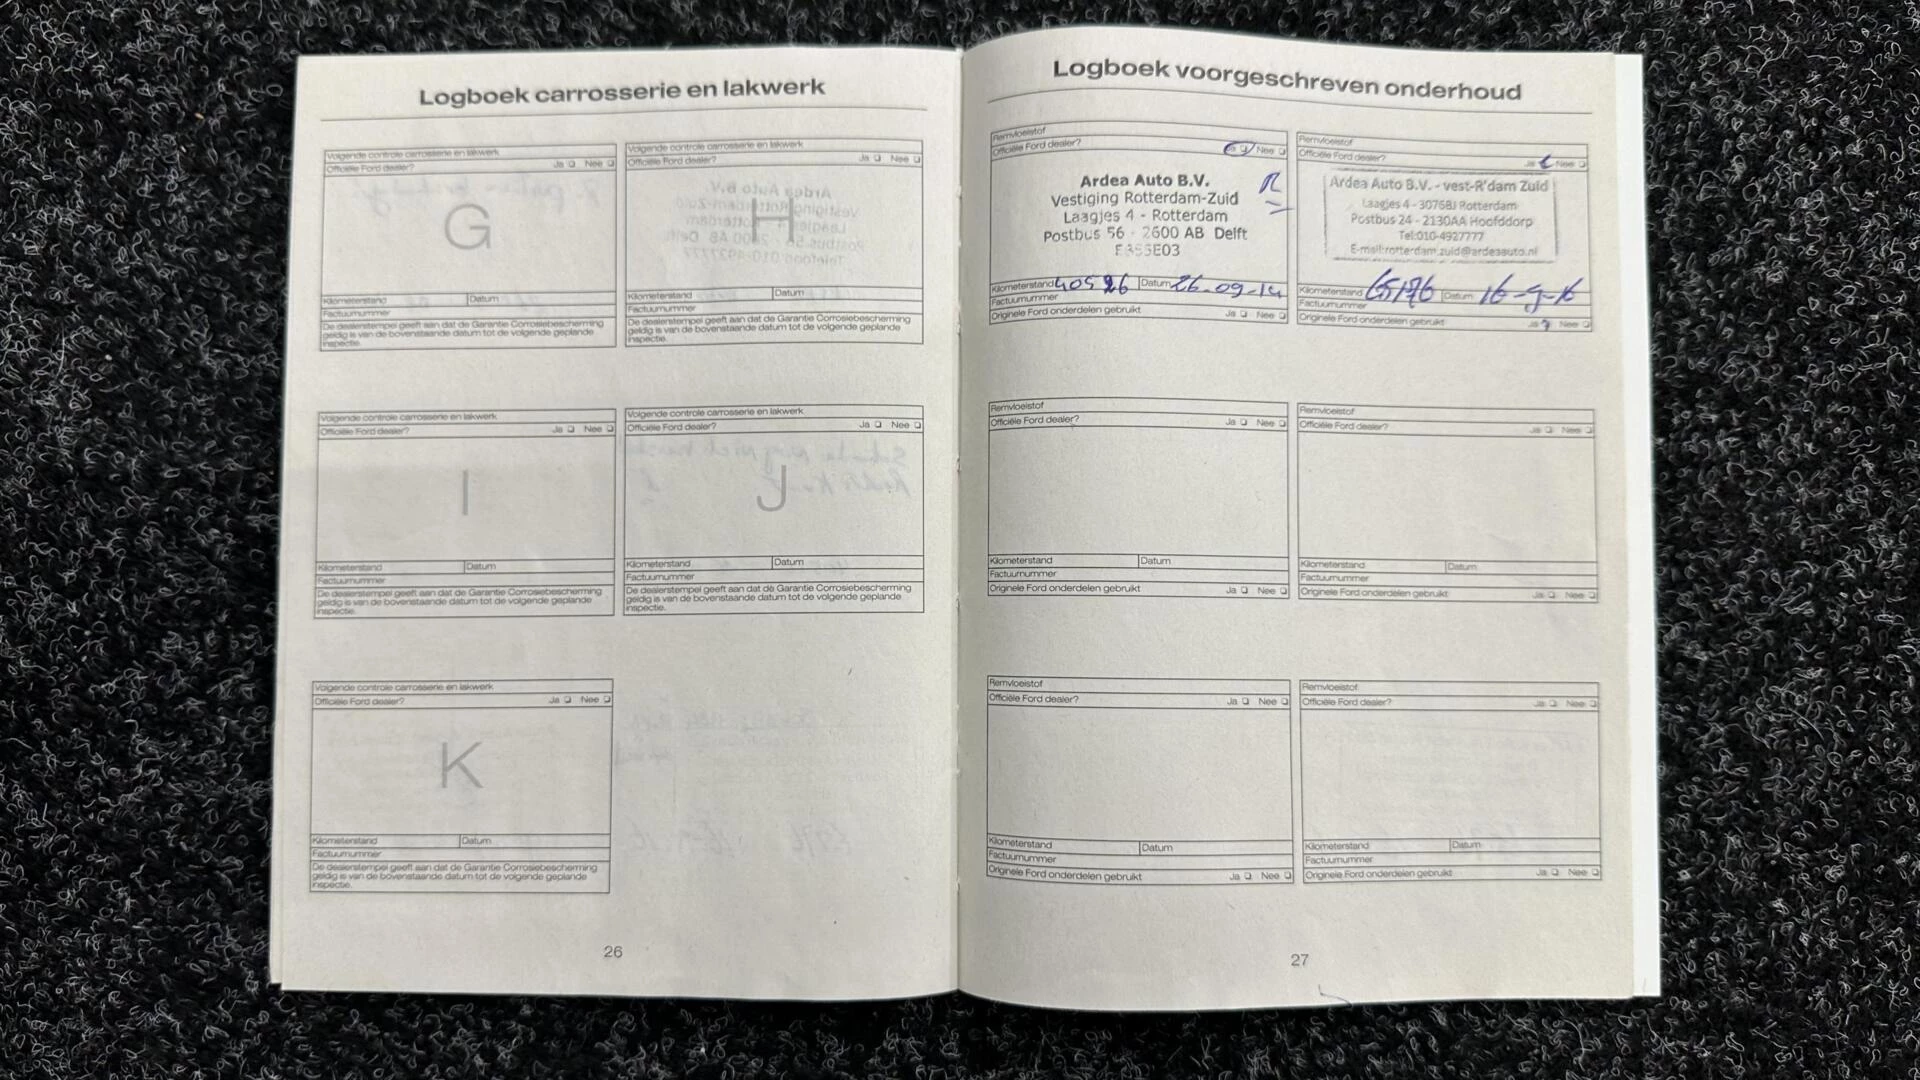 Logboek carrosserie en lakwerk
Volgende controle carrosserie en lakwerk
Officiële Ford dealer? Ja Nee
G
Kilometerstand Datum
Factuurnummer
De dealerstempel geeft aan dat de Garantie Corrosiebescherming
geldig is van de bovenstaande datum tot de volgende geplande
inspectie.
Volgende controle carrosserie en lakwerk
Officiële Ford dealer? Ja Nee
H
Kilometerstand Datum
Factuurnummer
De dealerstempel geeft aan dat de Garantie Corrosiebescherming
geldig is van de bovenstaande datum tot de volgende geplande
inspectie.
Volgende controle carrosserie en lakwerk
Officiële Ford dealer? Ja Nee
I
Kilometerstand Datum
Factuurnummer
De dealerstempel geeft aan dat de Garantie Corrosiebescherming
geldig is van de bovenstaande datum tot de volgende geplande
inspectie.
Volgende controle carrosserie en lakwerk
Officiële Ford dealer? Ja Nee
J
Kilometerstand Datum
Factuurnummer
De dealerstempel geeft aan dat de Garantie Corrosiebescherming
geldig is van de bovenstaande datum tot de volgende geplande
inspectie.
Volgende controle carrosserie en lakwerk
Officiële Ford dealer? Ja Nee
K
Kilometerstand Datum
Factuurnummer
De dealerstempel geeft aan dat de Garantie Corrosiebescherming
geldig is van de bovenstaande datum tot de volgende geplande
inspectie.
26
Logboek voorgeschreven onderhoud
Remvloeistof
Officiële Ford dealer? Ja Nee
Ardea Auto B.V.
Vestiging Rotterdam-Zuid
Laagjes 4 - Rotterdam
Postbus 56 - 2600 AB Delft
Kilometerstand 40526 Datum 26-09-14
Factuurnummer
Originele Ford onderdelen gebruikt Ja Nee
Remvloeistof
Officiële Ford dealer? Ja Nee
Ardea Auto B.V. - vest-R'dam Zuid
Laagjes 4 - 3076BJ Rotterdam
Postbus 24 - 2130AA Hoofddorp
Tel:010-4927777
E-mail:rotterdam.zuid@ardeaauto.nl
Kilometerstand 65176 Datum 16-9-16
Factuurnummer
Originele Ford onderdelen gebruikt Ja Nee
Remvloeistof
Officiële Ford dealer? Ja Nee
Kilometerstand Datum
Factuurnummer
Originele Ford onderdelen gebruikt Ja Nee
Remvloeistof
Officiële Ford dealer? Ja Nee
Kilometerstand Datum
Factuurnummer
Originele Ford onderdelen gebruikt Ja Nee
Remvloeistof
Officiële Ford dealer? Ja Nee
Kilometerstand Datum
Factuurnummer
Originele Ford onderdelen gebruikt Ja Nee
Remvloeistof
Officiële Ford dealer? Ja Nee
Kilometerstand Datum
Factuurnummer
Originele Ford onderdelen gebruikt Ja Nee
27